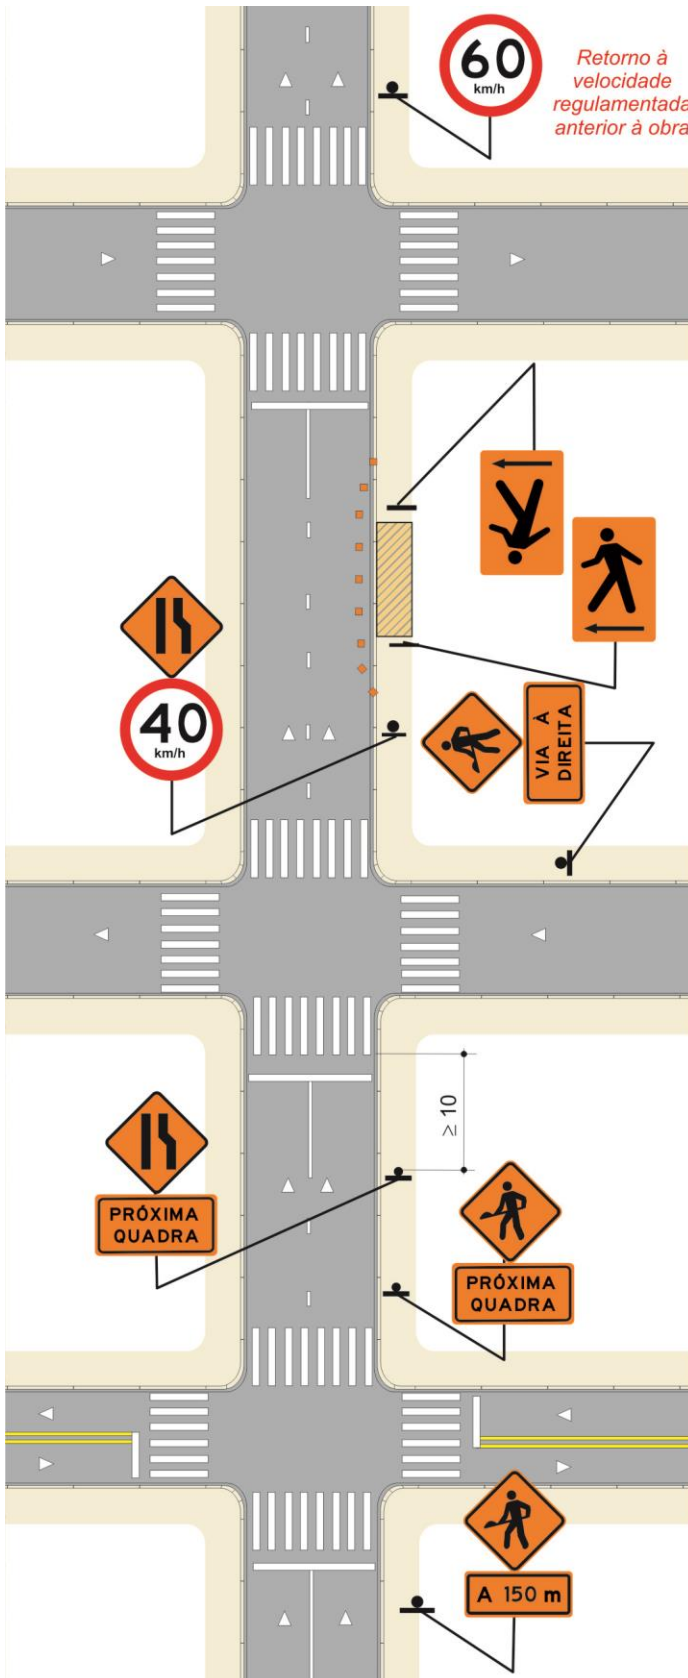 60
km/h
Retorno à
velocidade
regulamentada
anterior à obra
40
km/h
VIA À
DIREITA
≥ 10
PRÓXIMA
QUADRA
PRÓXIMA
QUADRA
A 150 m